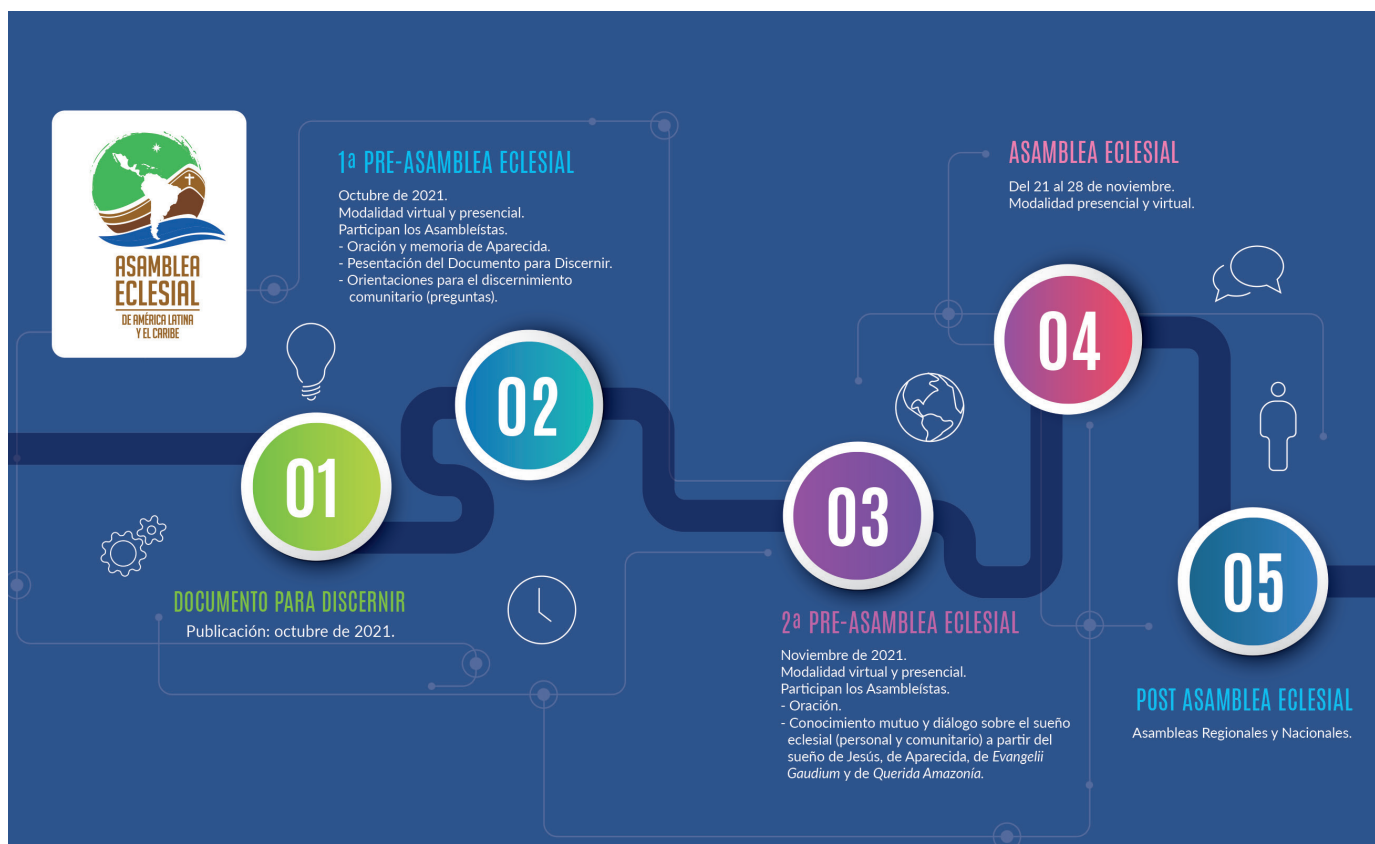 ASAMBLEA
ECLESIAL
DE AMÉRICA LATINA
Y EL CARIBE
01
DOCUMENTO PARA DISCERNIR
Publicación: octubre de 2021.
1ª PRE-ASAMBLEA ECLESIAL
Octubre de 2021.
Modalidad virtual y presencial.
Participan los Asambleístas.
- Oración y memoria de Aparecida.
- Pesentación del Documento para Discernir.
- Orientaciones para el discernimiento
comunitario (preguntas).
02
03
2ª PRE-ASAMBLEA ECLESIAL
Noviembre de 2021.
Modalidad virtual y presencial.
Participan los Asambleístas.
- Oración.
- Conocimiento mutuo y diálogo sobre el sueño
eclesial (personal y comunitario) a partir del
sueño de Jesús, de Aparecida, de Evangelii
Gaudium y de Querida Amazonía.
ASAMBLEA ECLESIAL
Del 21 al 28 de noviembre.
Modalidad presencial y virtual.
04
05
POST ASAMBLEA ECLESIAL
Asambleas Regionales y Nacionales.